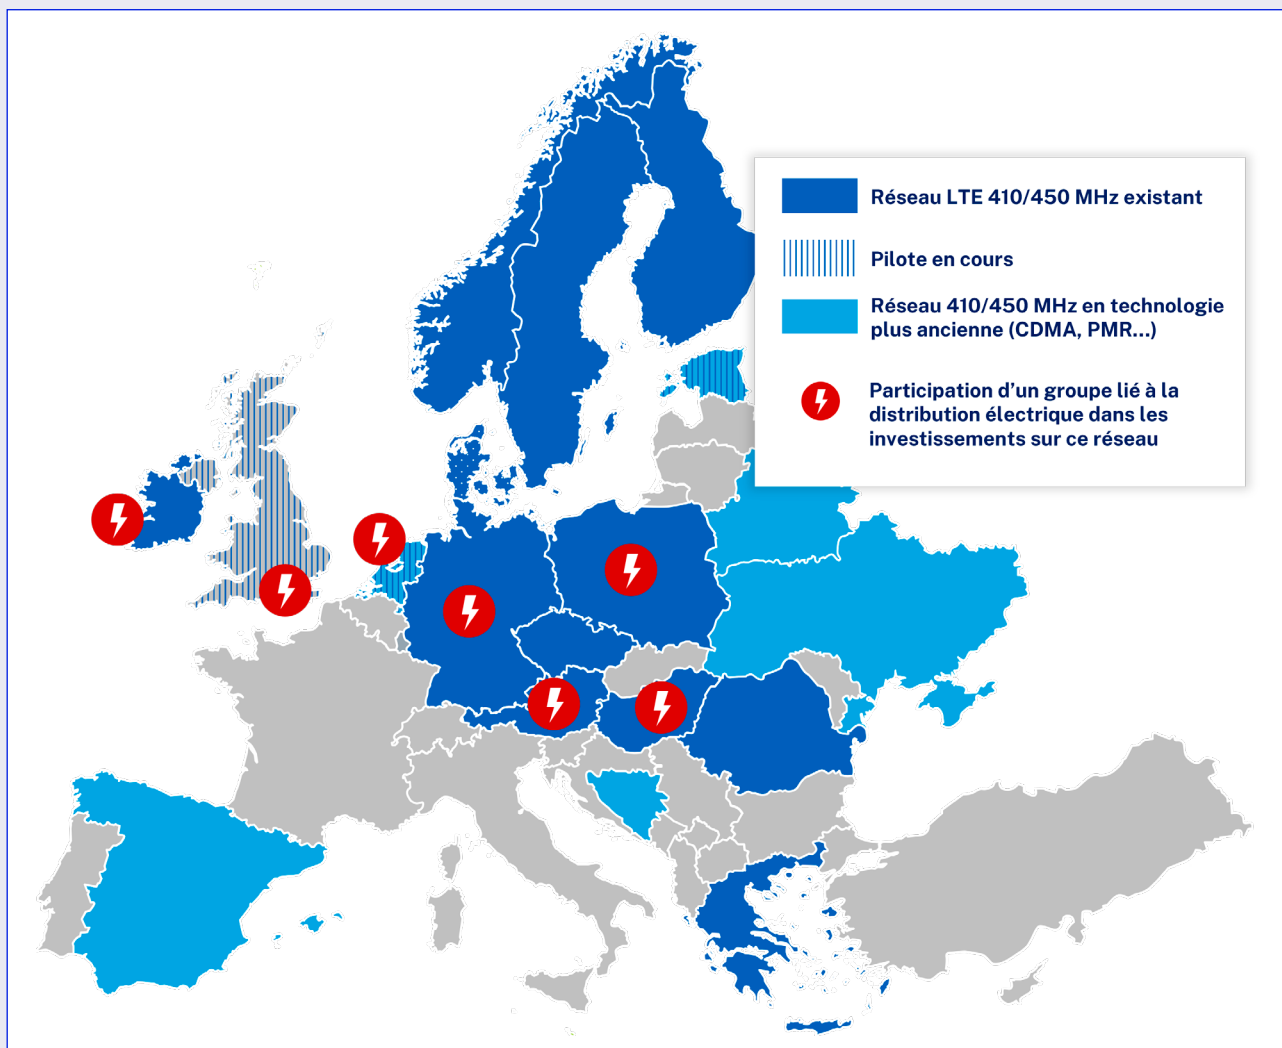 Réseau LTE 410/450 MHz existant
Pilote en cours
Réseau 410/450 MHz en technologie
plus ancienne (CDMA, PMR...)
Participation d’un groupe lié à la
distribution électrique dans les
investissements sur ce réseau